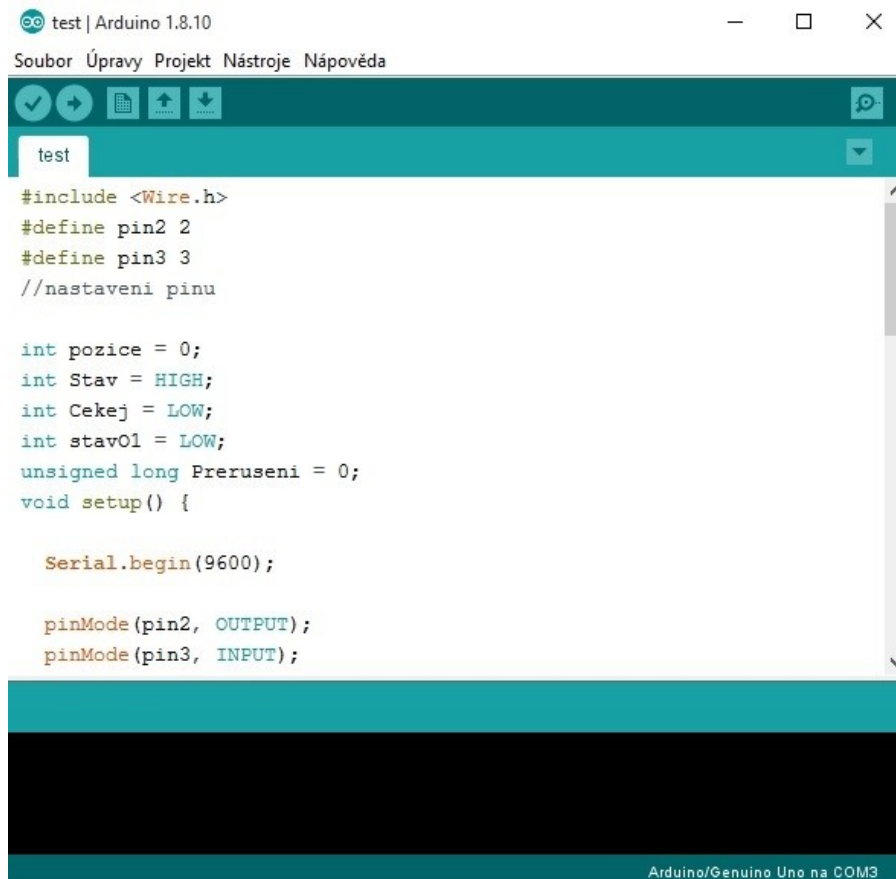 test | Arduino 1.8.10
Soubor Úpravy Projekt Nástroje Nápověda
test
#include <Wire.h>
#define pin2 2
#define pin3 3
//nastaveni pinu
int pozice = 0;
int Stav = HIGH;
int Cekej = LOW;
int stavO1 = LOW;
unsigned long Preruseni = 0;
void setup() {
Serial.begin(9600);
pinMode(pin2, OUTPUT);
pinMode(pin3, INPUT);
Arduino/Genuino Uno na COM3